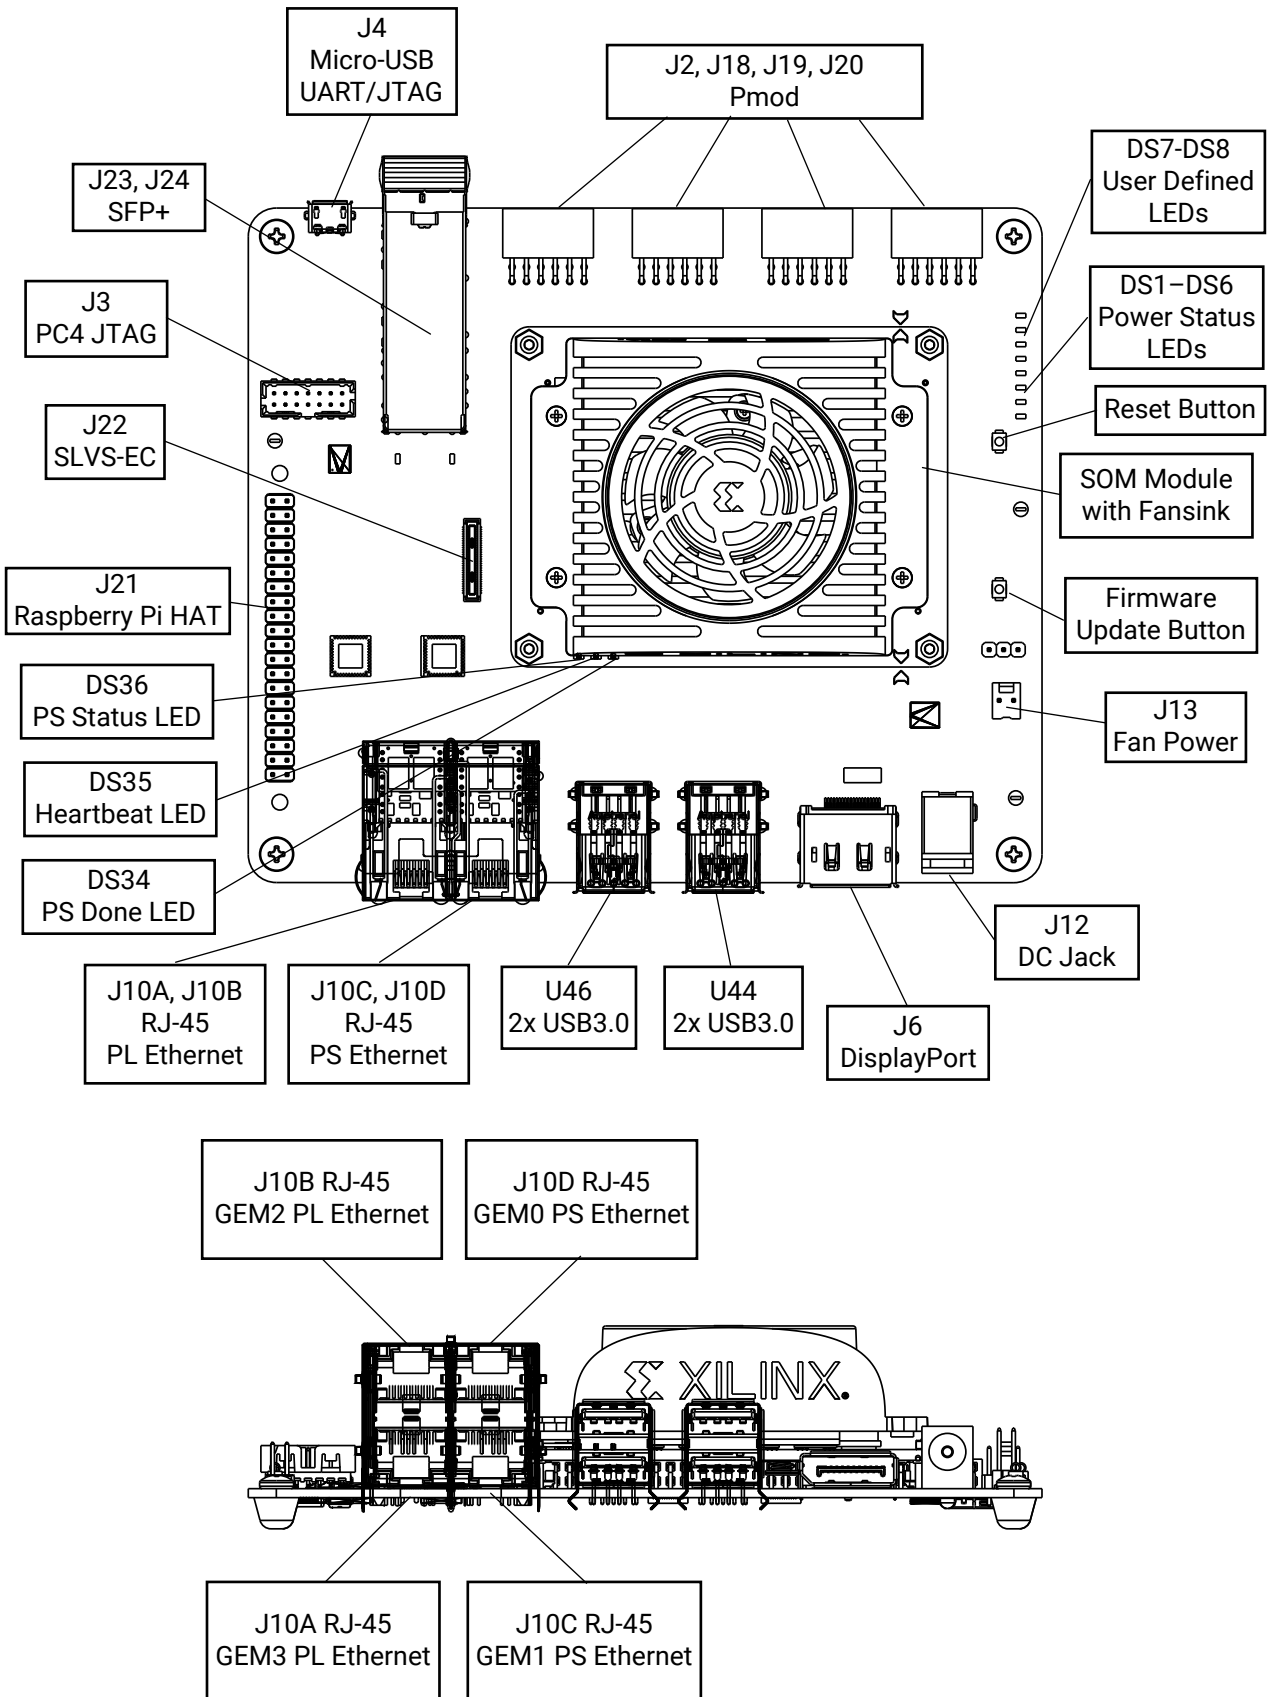 J4
Micro-USB
UART/JTAG
J2, J18, J19, J20
Pmod
DS7-DS8
User Defined
LEDs
J23, J24
SFP+
DS1–DS6
Power Status
LEDs
J3
PC4 JTAG
Reset Button
J22
SLVS-EC
SOM Module
with Fansink
J21
Raspberry Pi HAT
Firmware
Update Button
DS36
PS Status LED
J13
Fan Power
DS35
Heartbeat LED
DS34
PS Done LED
J12
DC Jack
J10A, J10B
RJ-45
PL Ethernet
J10C, J10D
RJ-45
PS Ethernet
U46
2x USB3.0
U44
2x USB3.0
J6
DisplayPort
J10B RJ-45
GEM2 PL Ethernet
J10D RJ-45
GEM0 PS Ethernet
XILINX
J10A RJ-45
GEM3 PL Ethernet
J10C RJ-45
GEM1 PS Ethernet